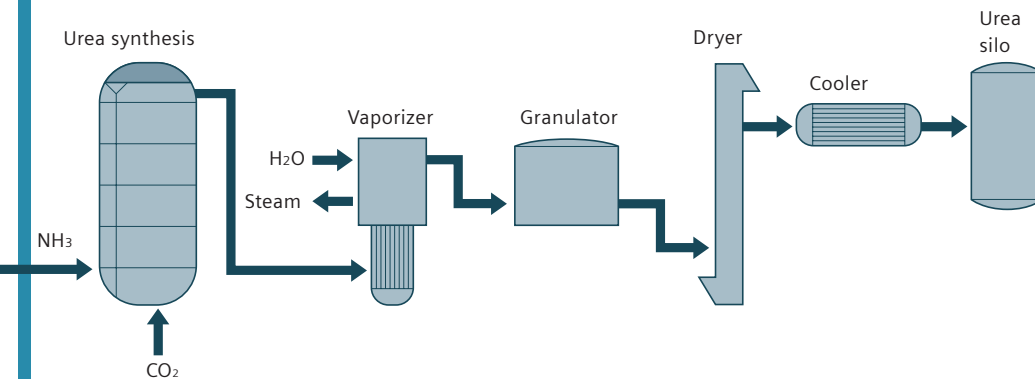 Urea
silo
Dryer
Urea synthesis
Cooler
Vaporizer
Granulator
H2O
Steam
NH3
CO2